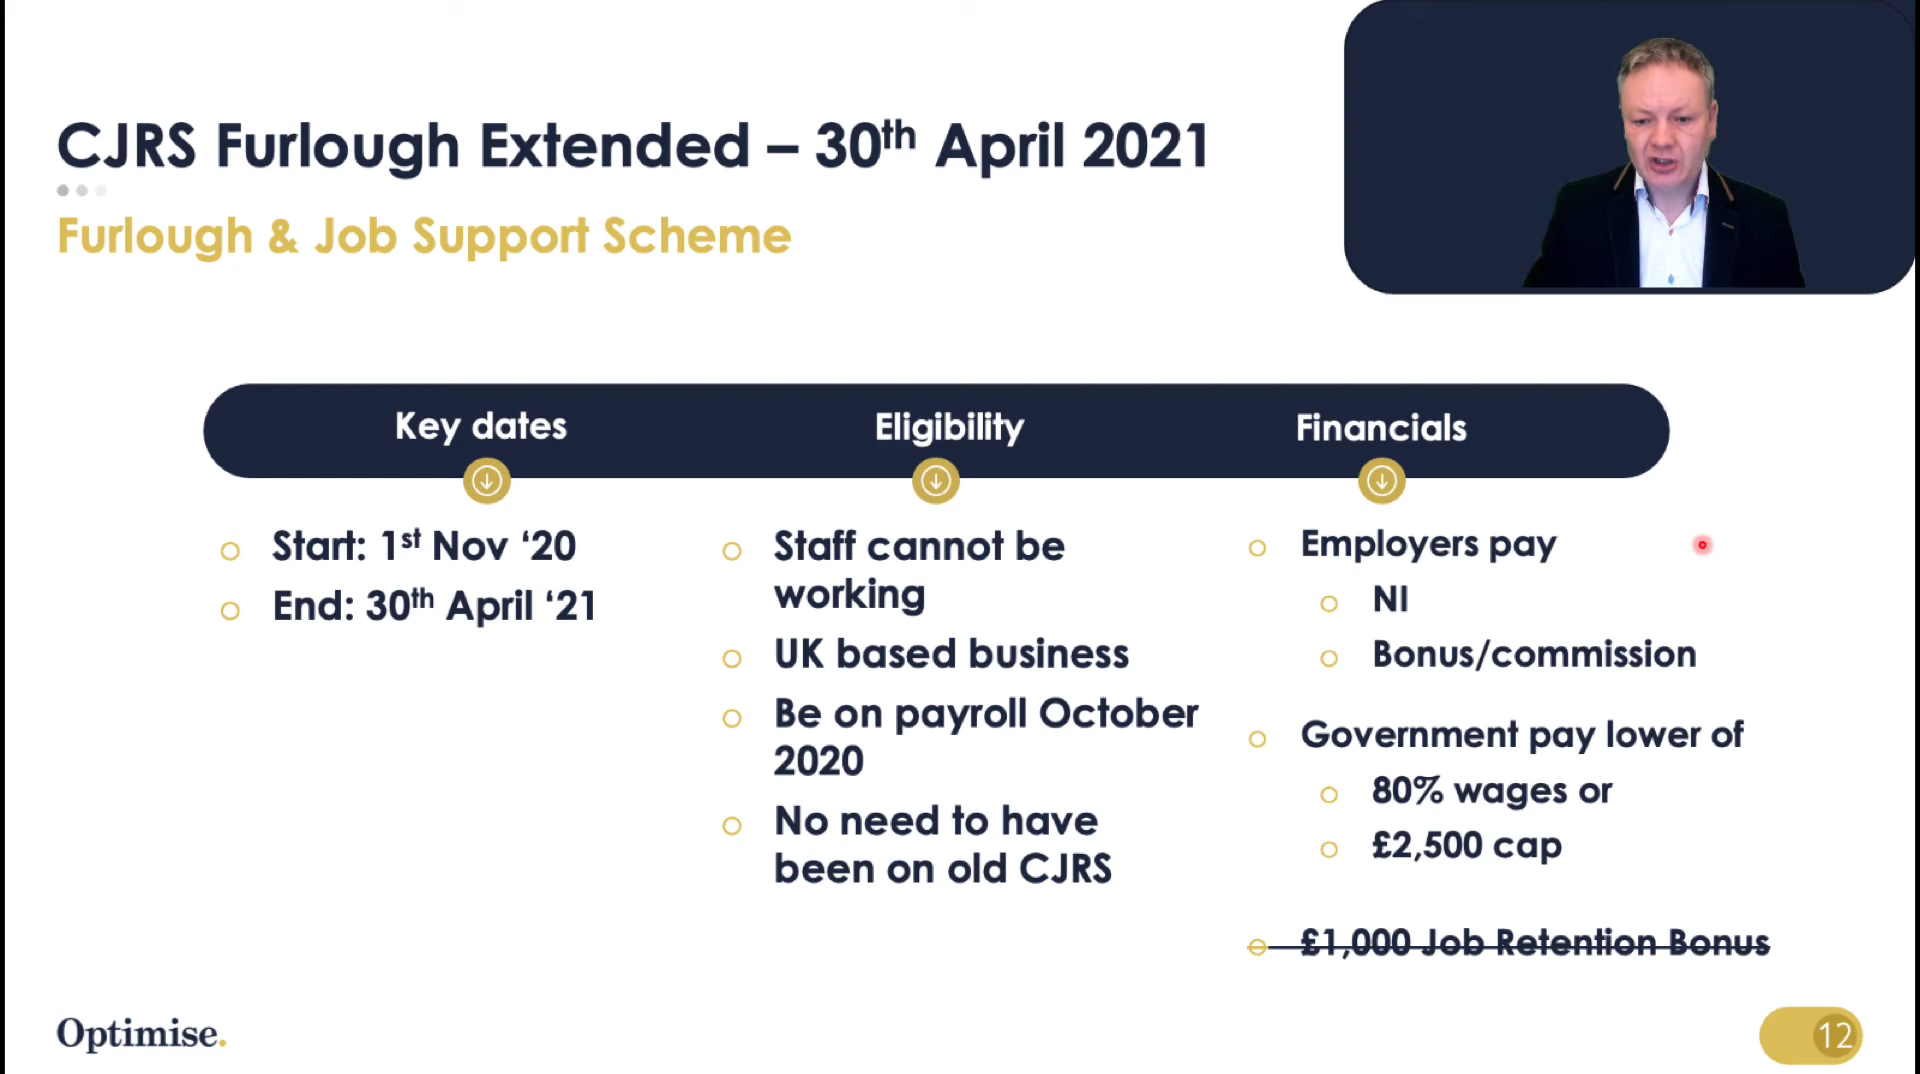 CJRS Furlough Extended – 30th April 2021
Furlough & Job Support Scheme
Key dates
Eligibility
Financials
Start: 1st Nov ‘20
End: 30th April ‘21
Staff cannot be
working
UK based business
Be on payroll October
2020
No need to have
been on old CJRS
Employers pay
NI
Bonus/commission
Government pay lower of
80% wages or
£2,500 cap
£1,000 Job Retention Bonus
Optimise.
12